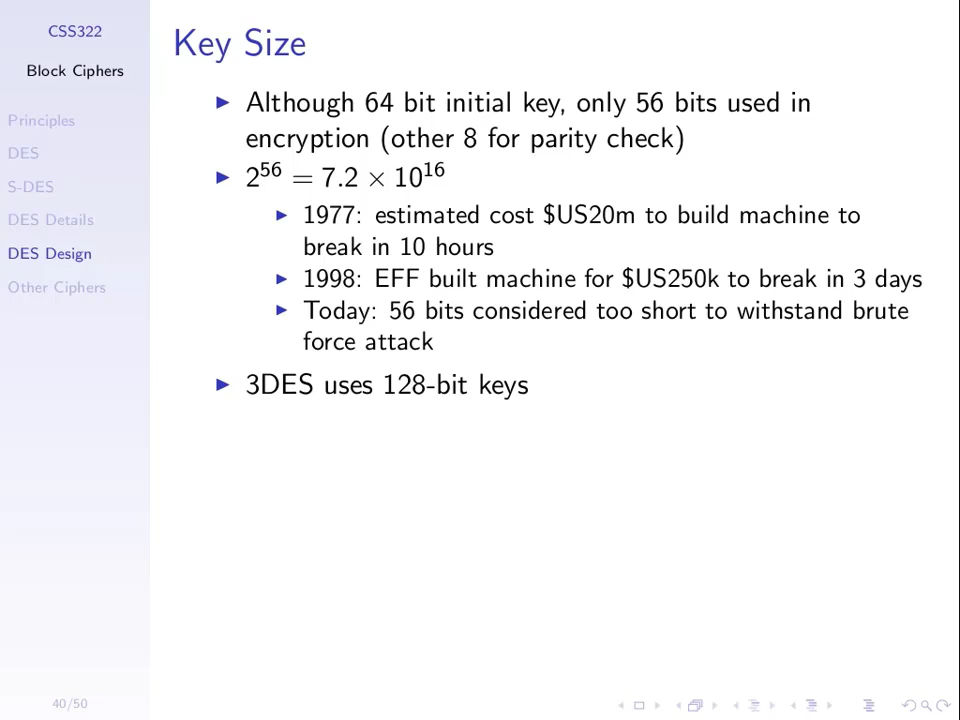 CSS322
Block Ciphers
Principles
DES
S-DES
DES Details
DES Design
Other Ciphers
40/50
Key Size
Although 64 bit initial key, only 56 bits used in
encryption (other 8 for parity check)
2^56 = 7.2 × 10^16
1977: estimated cost $US20m to build machine to
break in 10 hours
1998: EFF built machine for $US250k to break in 3 days
Today: 56 bits considered too short to withstand brute
force attack
3DES uses 128-bit keys